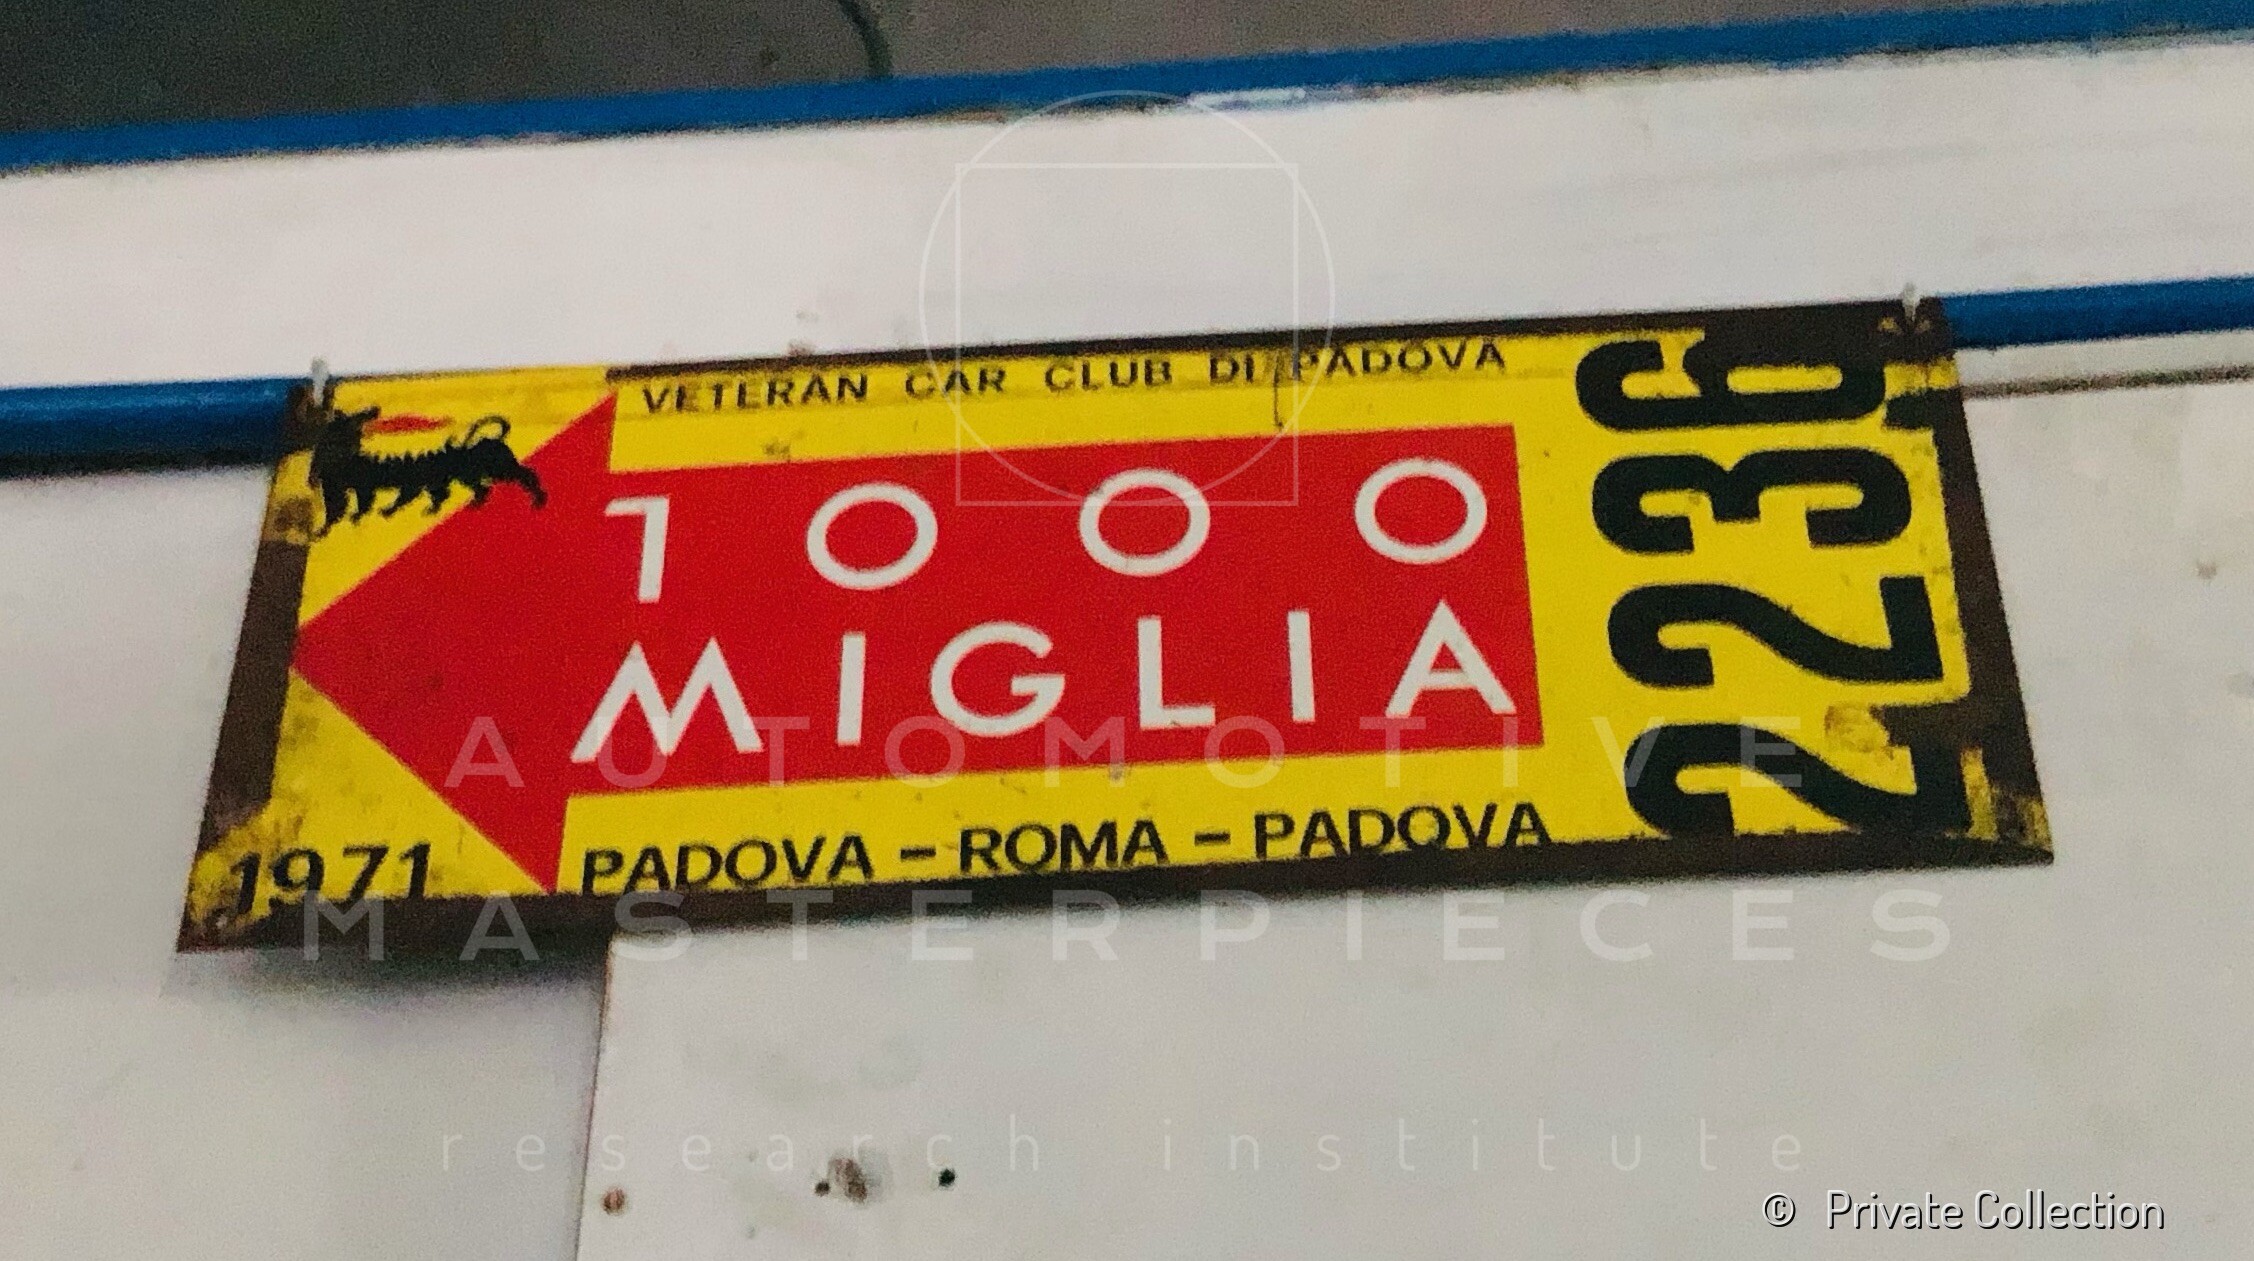 VETERAN CAR CLUB DI PADOVA
1000
MIGLIA
1971
PADOVA - ROMA - PADOVA
2236
AUTOMOTIVE
MASTERPIECES
research institute
© Private Collection